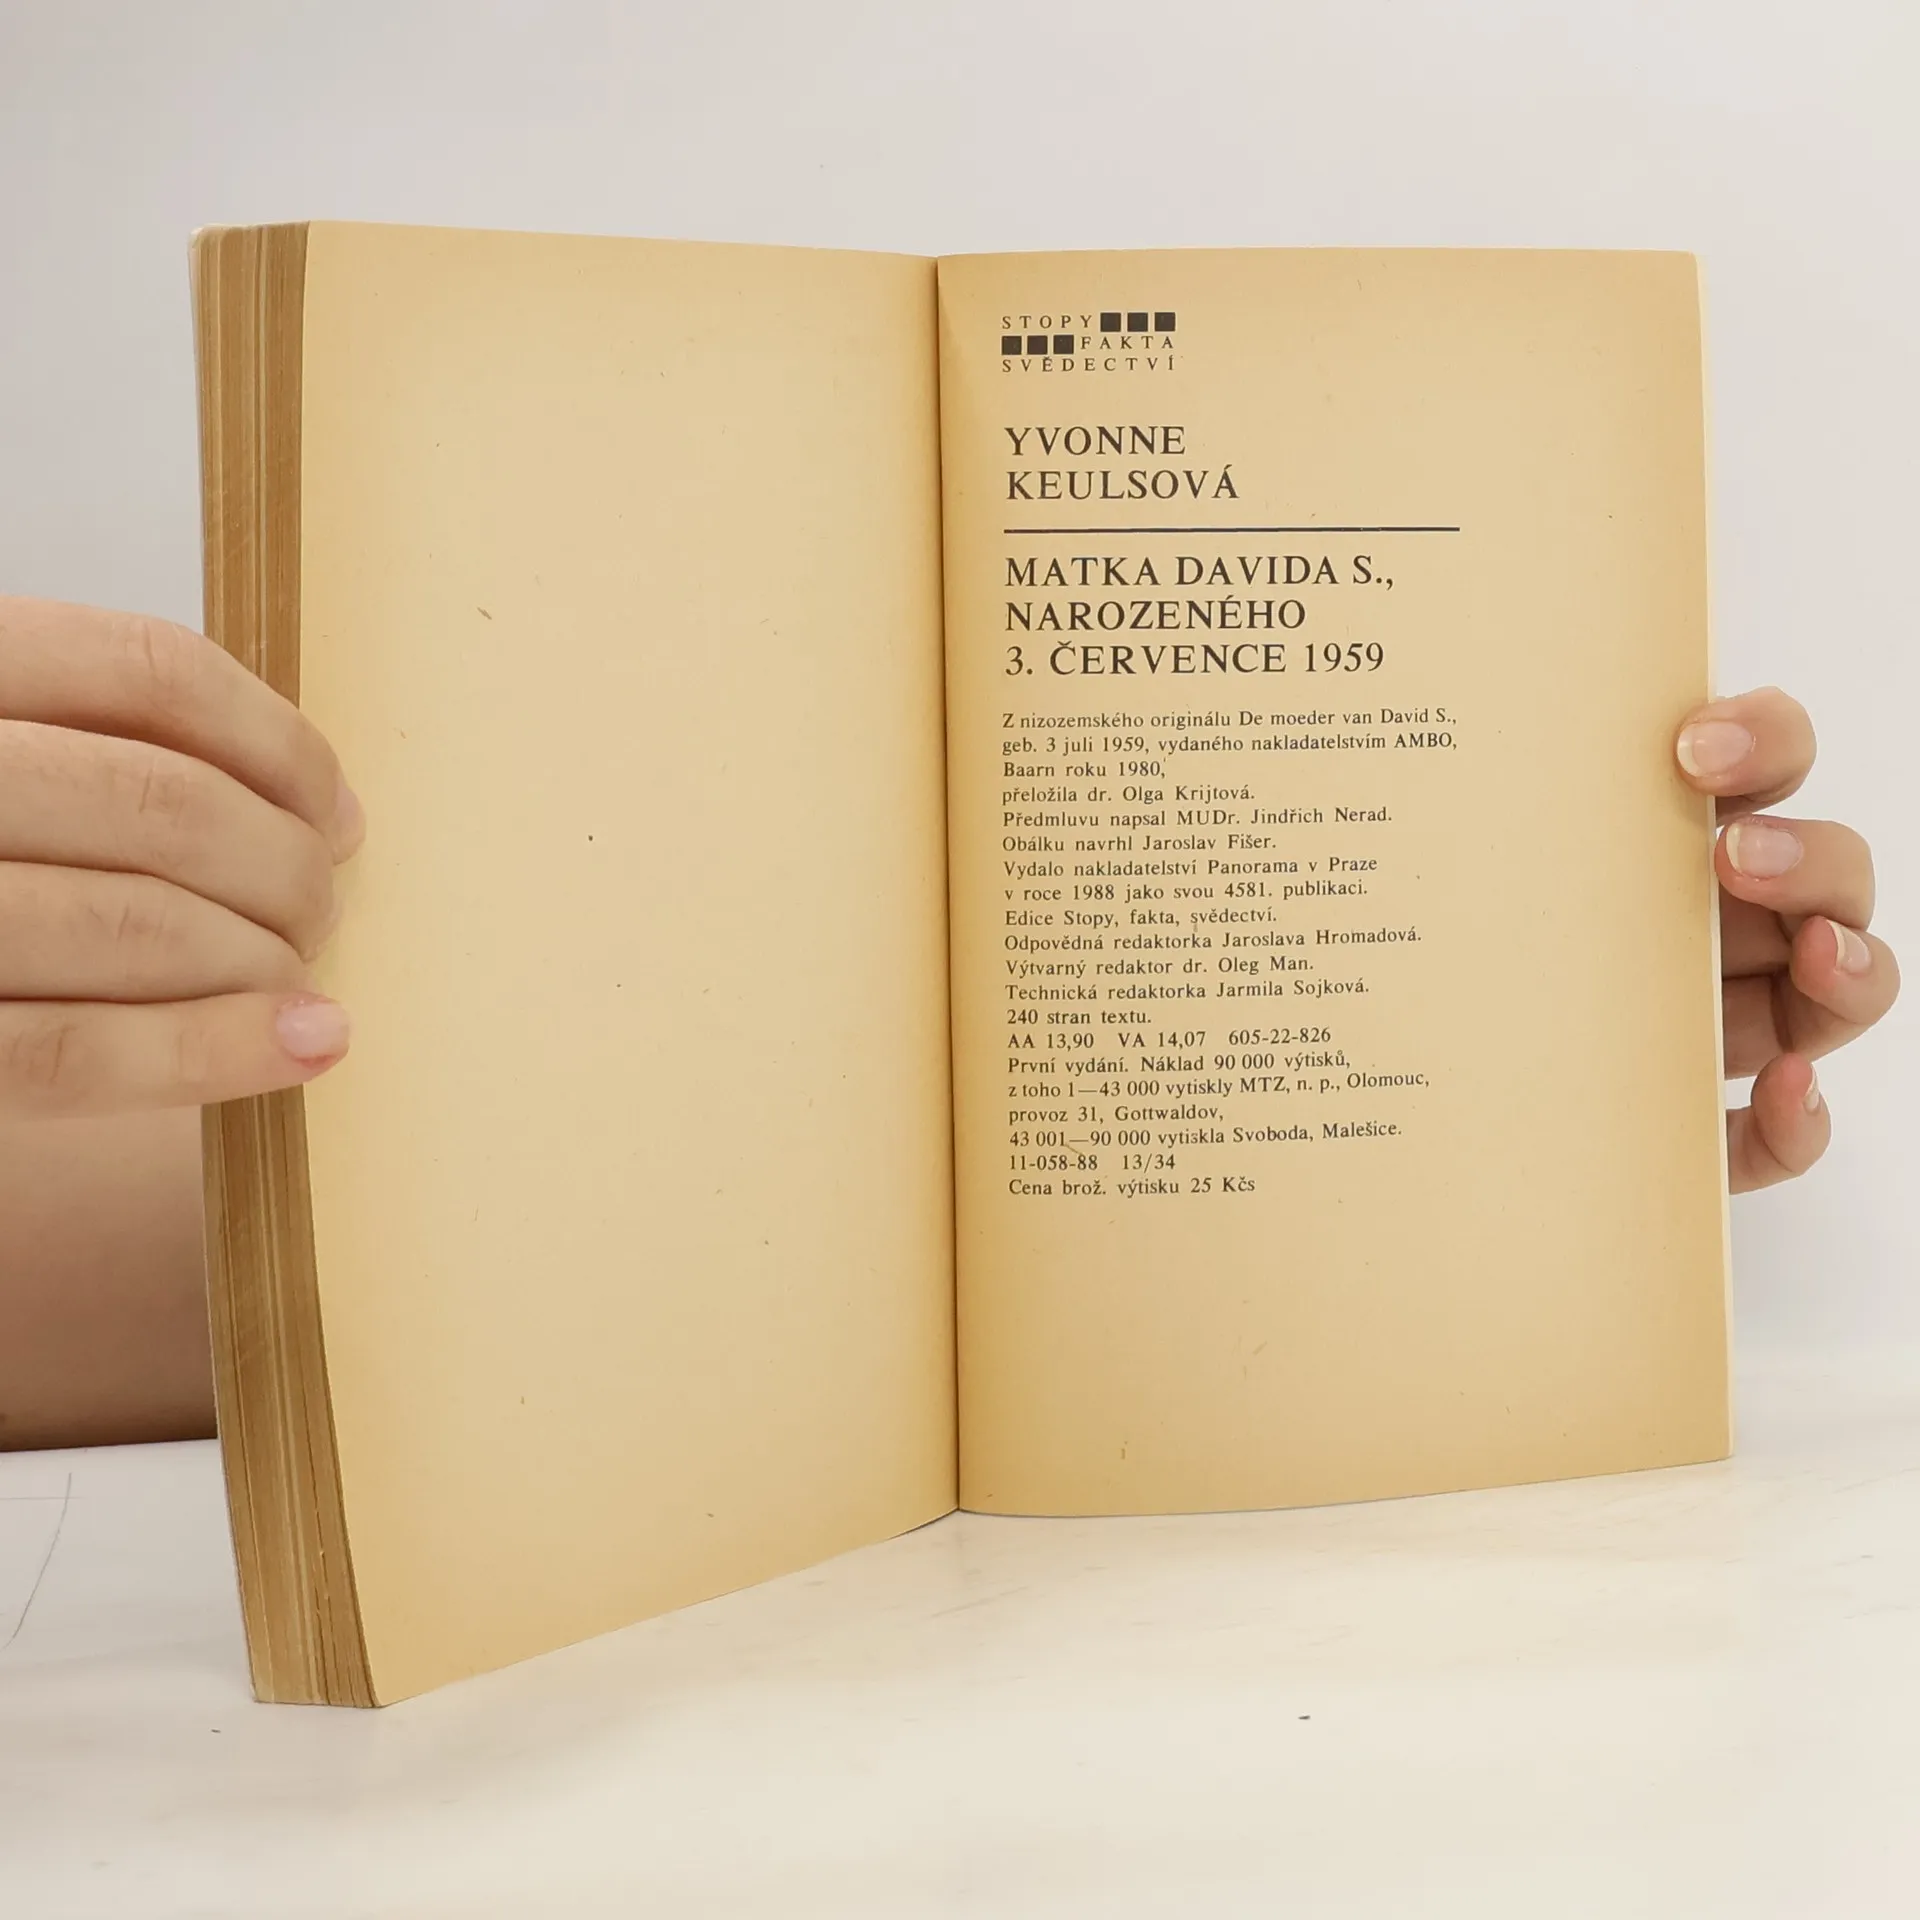 STOPY
FAKTA
SVĚDECTVÍ
YVONNE
KEULSOVÁ
MATKA DAVIDA S.,
NAROZENÉHO
3. ČERVENCE 1959
Z nizozemského originálu De moeder van David S.,
geb. 3 juli 1959, vydaného nakladatelstvím AMBO,
Baarn roku 1980,
přeložila dr. Olga Krijtová.
Předmluvu napsal MUDr. Jindřich Nerad.
Obálku navrhl Jaroslav Fišer.
Vydalo nakladatelství Panorama v Praze
v roce 1988 jako svou 4581. publikaci.
Edice Stopy, fakta, svědectví.
Odpovědná redaktorka Jaroslava Hromadová.
Výtvarný redaktor dr. Oleg Man.
Technická redaktorka Jarmila Sojková.
240 stran textu.
AA 13,90 VA 14,07 605-22-826
První vydání. Náklad 90 000 výtisků,
z toho 1—43 000 vytiskly MTZ, n. p., Olomouc,
provoz 31, Gottwaldov,
43 001—90 000 vytiskla Svoboda, Malešice.
11-058-88 13/34
Cena brož. výtisku 25 Kčs